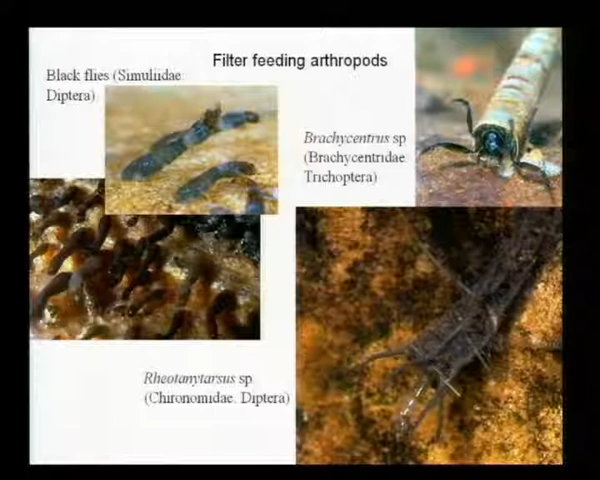 Filter feeding arthropods
Black flies (Simuliidae
Diptera)
Brachycentrus sp
(Brachycentridae
Trichoptera)
Rheotanytarsus sp
(Chironomidae. Diptera)